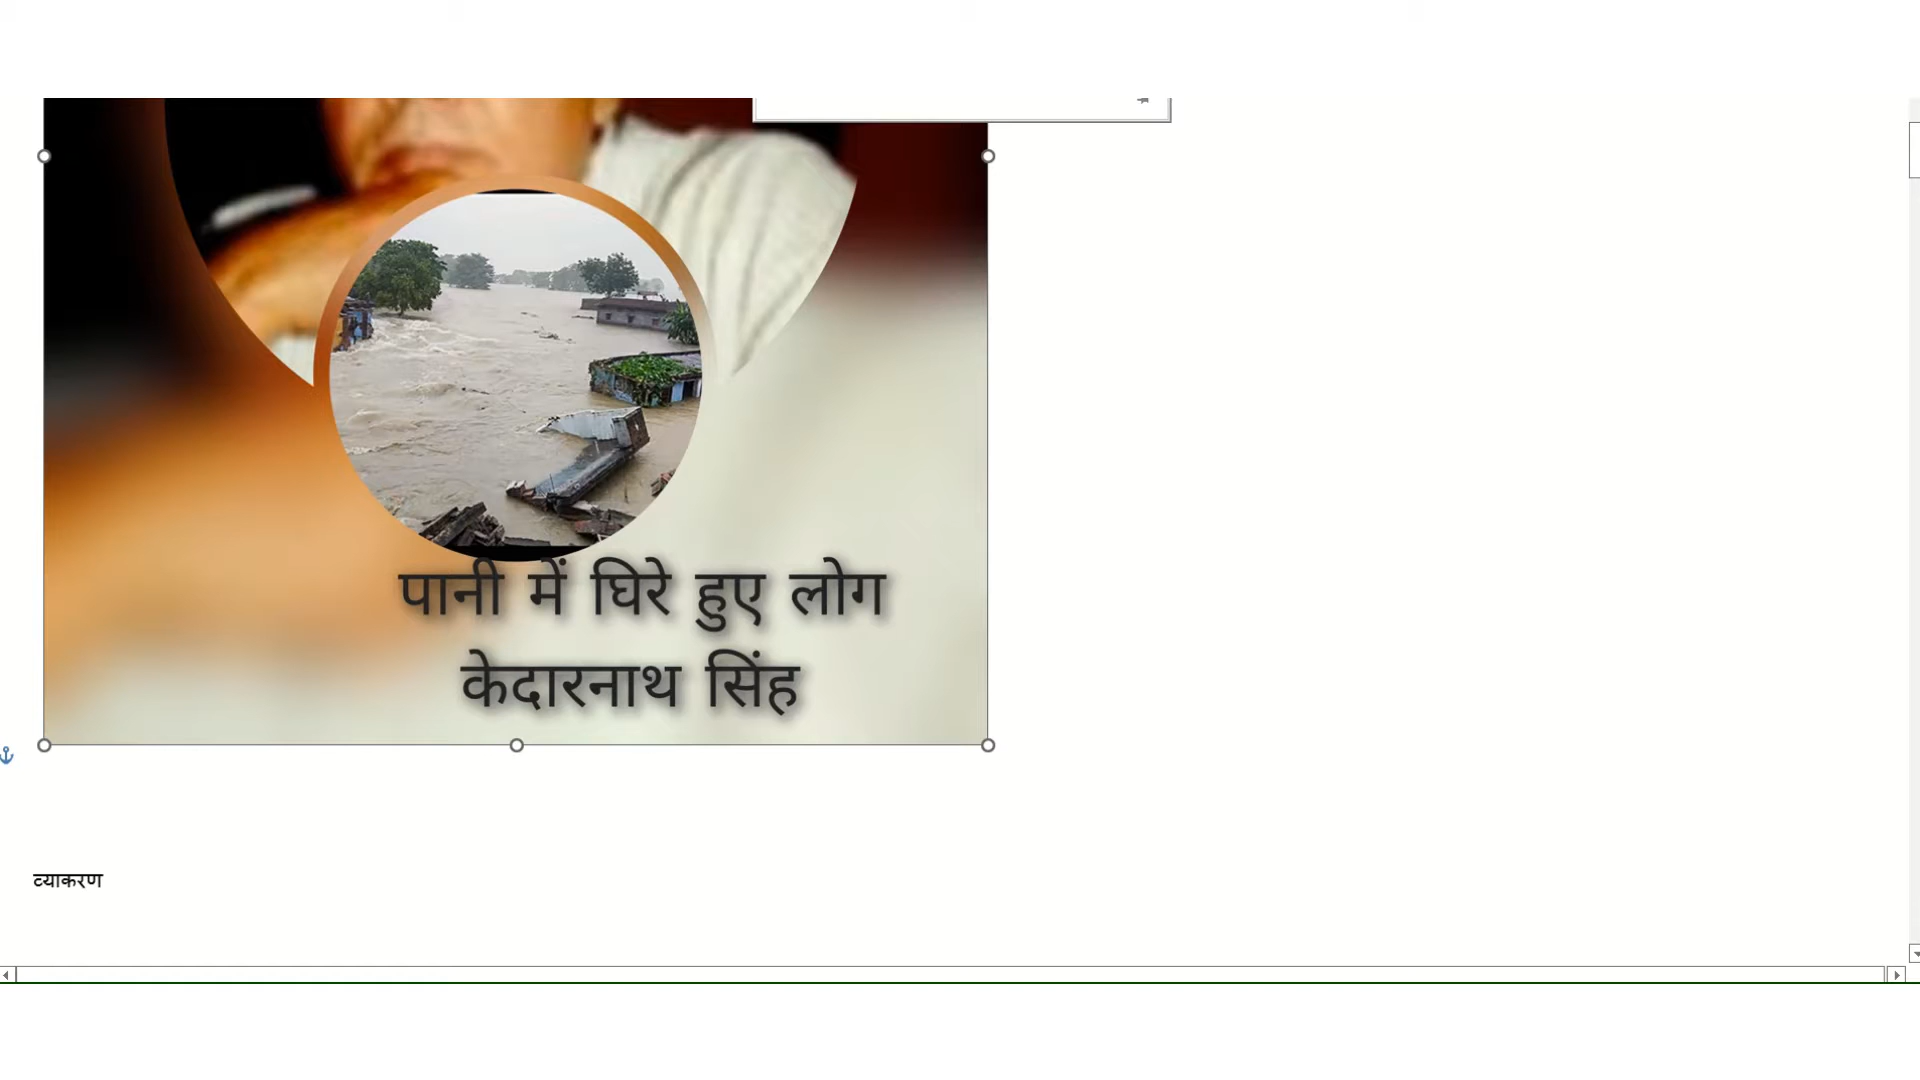 पानी में घिरे हुए लोग
केदारनाथ सिंह
व्याकरण